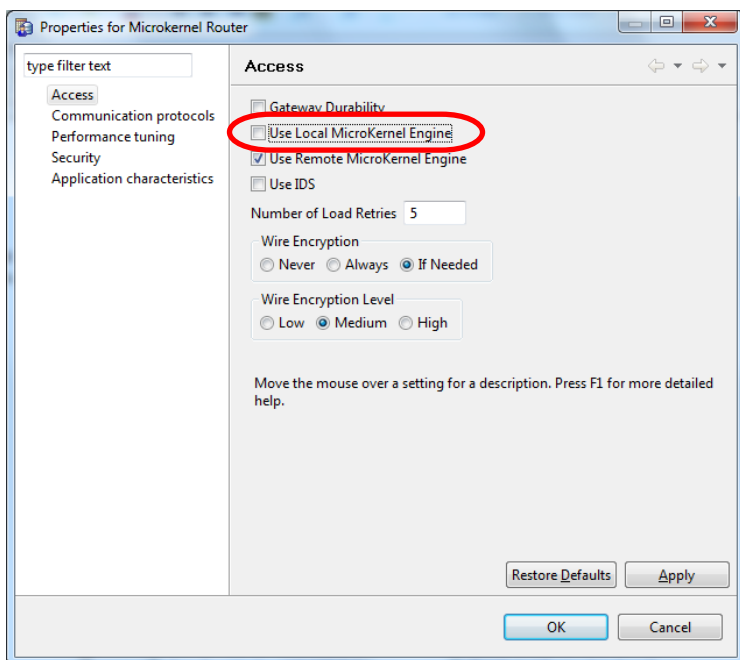 Properties for Microkernel Router
type filter text
Access
Communication protocols
Performance tuning
Security
Application characteristics
Access
Gateway Durability
Use Local MicroKernel Engine
Use Remote MicroKernel Engine
Use IDS
Number of Load Retries 5
Wire Encryption
Never Always If Needed
Wire Encryption Level
Low Medium High
Move the mouse over a setting for a description. Press F1 for more detailed
help.
Restore Defaults Apply
OK Cancel